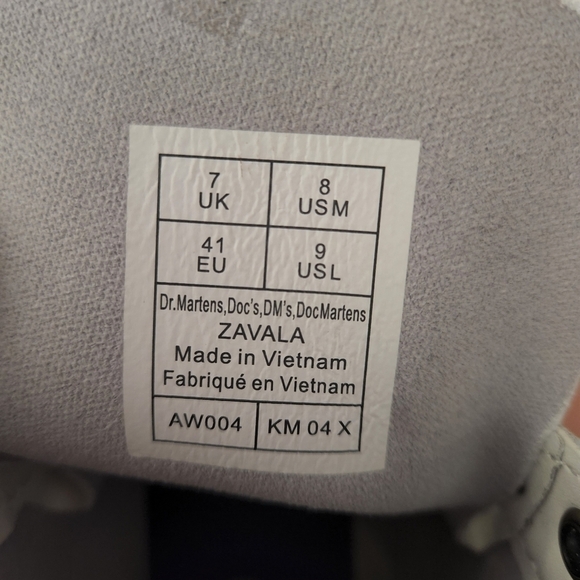 7
UK
8
USM
41
EU
9
USL
Dr.Martens,Doc's,DM's,DocMartens
ZAVALA
Made in Vietnam
Fabriqué en Vietnam
AW004
KM 04 X